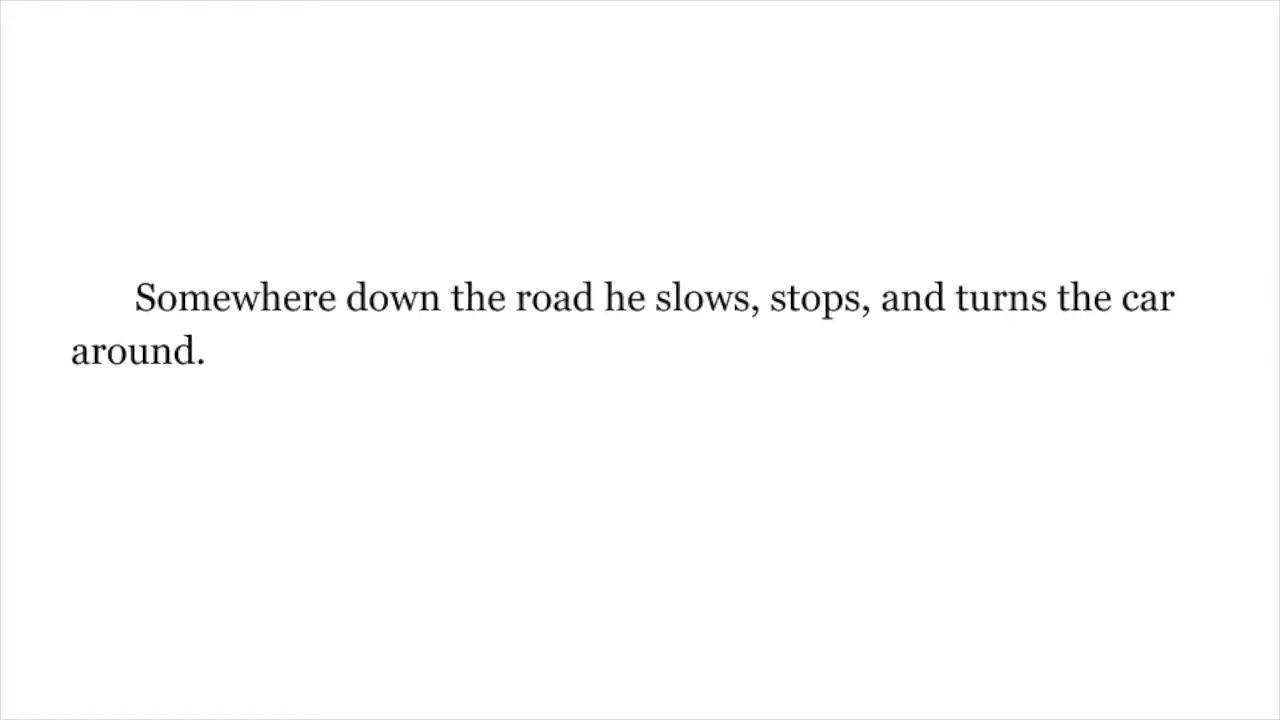 Somewhere down the road he slows, stops, and turns the car
around.